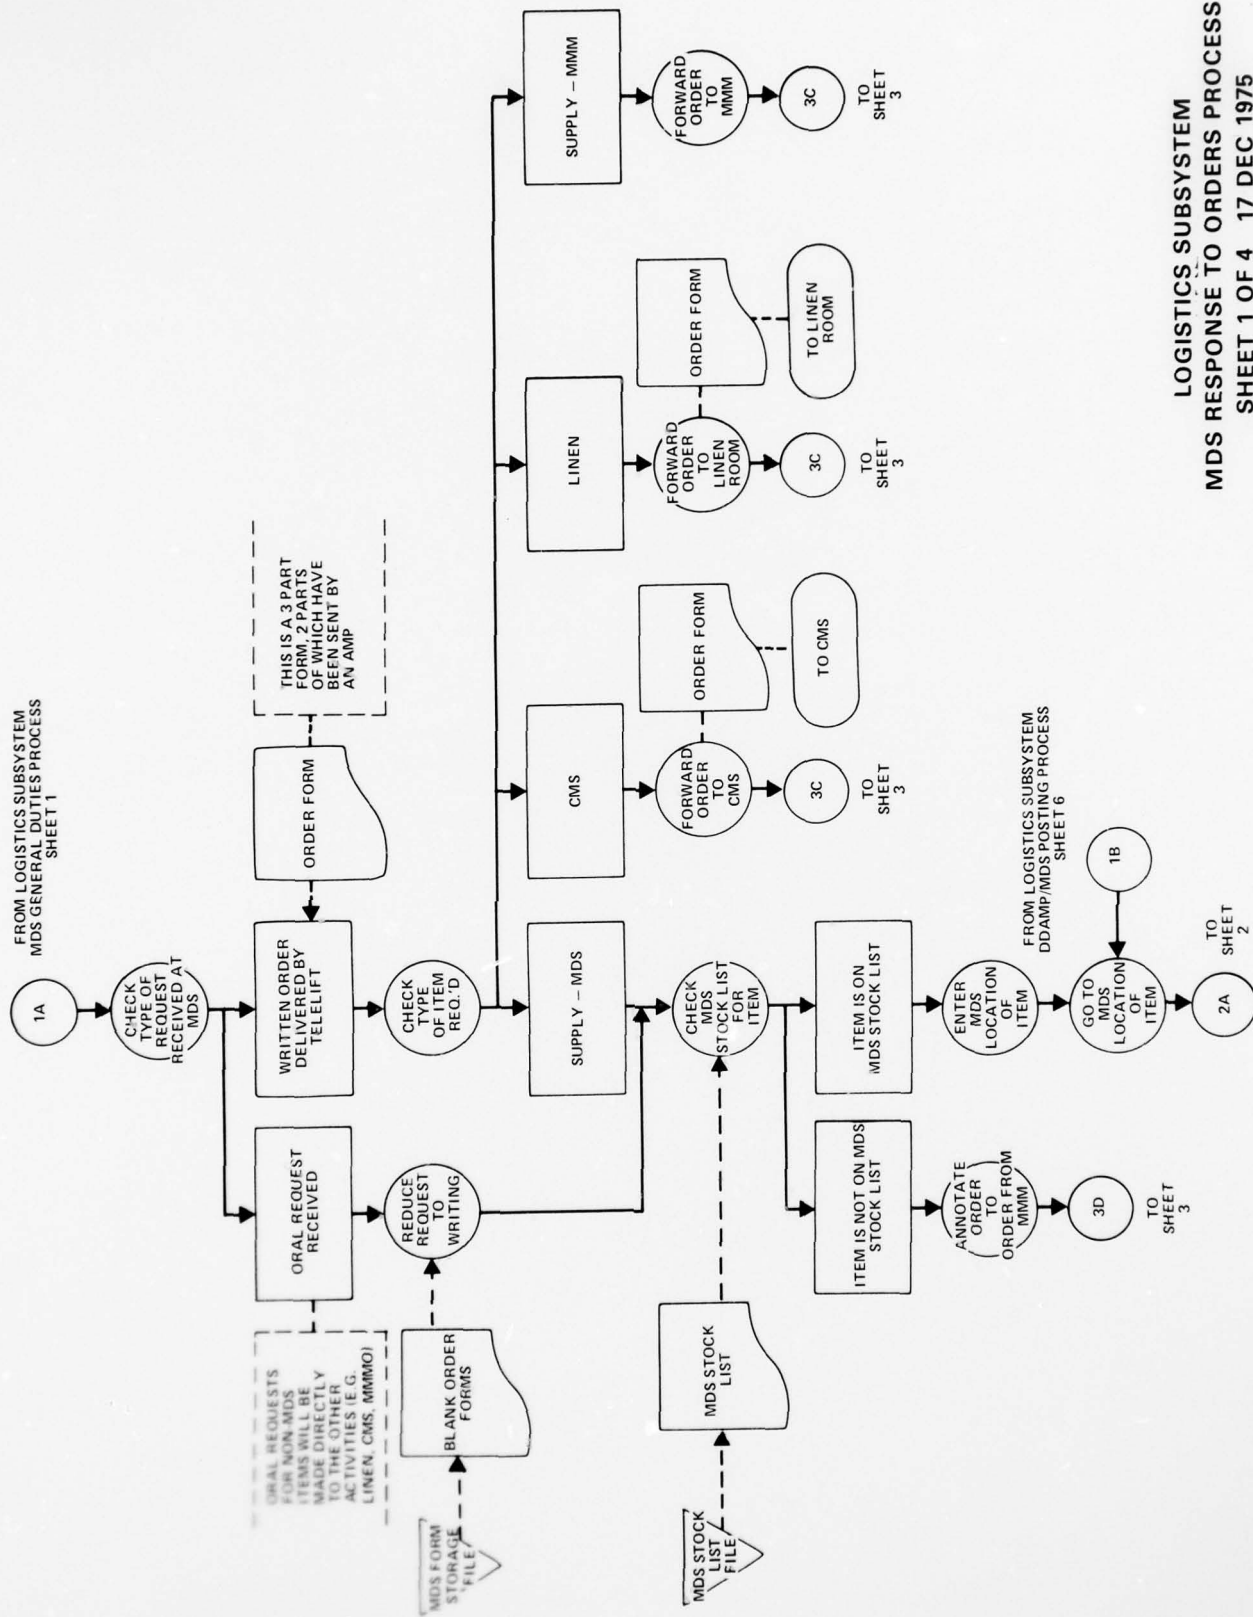 FROM LOGISTICS SUBSYSTEM
MDS GENERAL DUTIES PROCESS
SHEET 1
1A
CHECK
TYPE OF
REQUEST
RECEIVED AT
MDS
ORAL REQUESTS
FOR NON-MDS
ITEMS WILL BE
MADE DIRECTLY
TO THE OTHER
ACTIVITIES (E.G.
LINEN, CMS, MMMO)
ORAL REQUEST
RECEIVED
WRITTEN ORDER
DELIVERED BY
TELELIFT
ORDER FORM
THIS IS A 3 PART
FORM, 2 PARTS
OF WHICH HAVE
BEEN SENT BY
AN AMP
MDS FORM
STORAGE
FILE
BLANK ORDER
FORMS
REDUCE
REQUEST
TO
WRITING
CHECK
TYPE
OF ITEM
REQ.'D
SUPPLY – MDS
CMS
LINEN
SUPPLY – MMM
FORWARD
ORDER
TO
CMS
ORDER FORM
FORWARD
ORDER
TO
LINEN
ROOM
ORDER FORM
FORWARD
ORDER
TO
MMM
MDS STOCK
LIST
FILE
MDS STOCK
LIST
CHECK
MDS
STOCK LIST
FOR
ITEM
3C
TO
SHEET
3
TO CMS
3C
TO
SHEET
3
TO LINEN
ROOM
3C
TO
SHEET
3
ITEM IS NOT ON MDS
STOCK LIST
ITEM IS ON
MDS STOCK LIST
ANNOTATE
ORDER
TO
ORDER FROM
MMM
ENTER
MDS
LOCATION
OF
ITEM
FROM LOGISTICS SUBSYSTEM
DDAMP/MDS POSTING PROCESS
SHEET 6
3D
TO
SHEET
3
GO TO
MDS
LOCATION
OF
ITEM
1B
2A
TO
SHEET
2
LOGISTICS SUBSYSTEM
MDS RESPONSE TO ORDERS PROCESS
SHEET 1 OF 4 17 DEC 1975